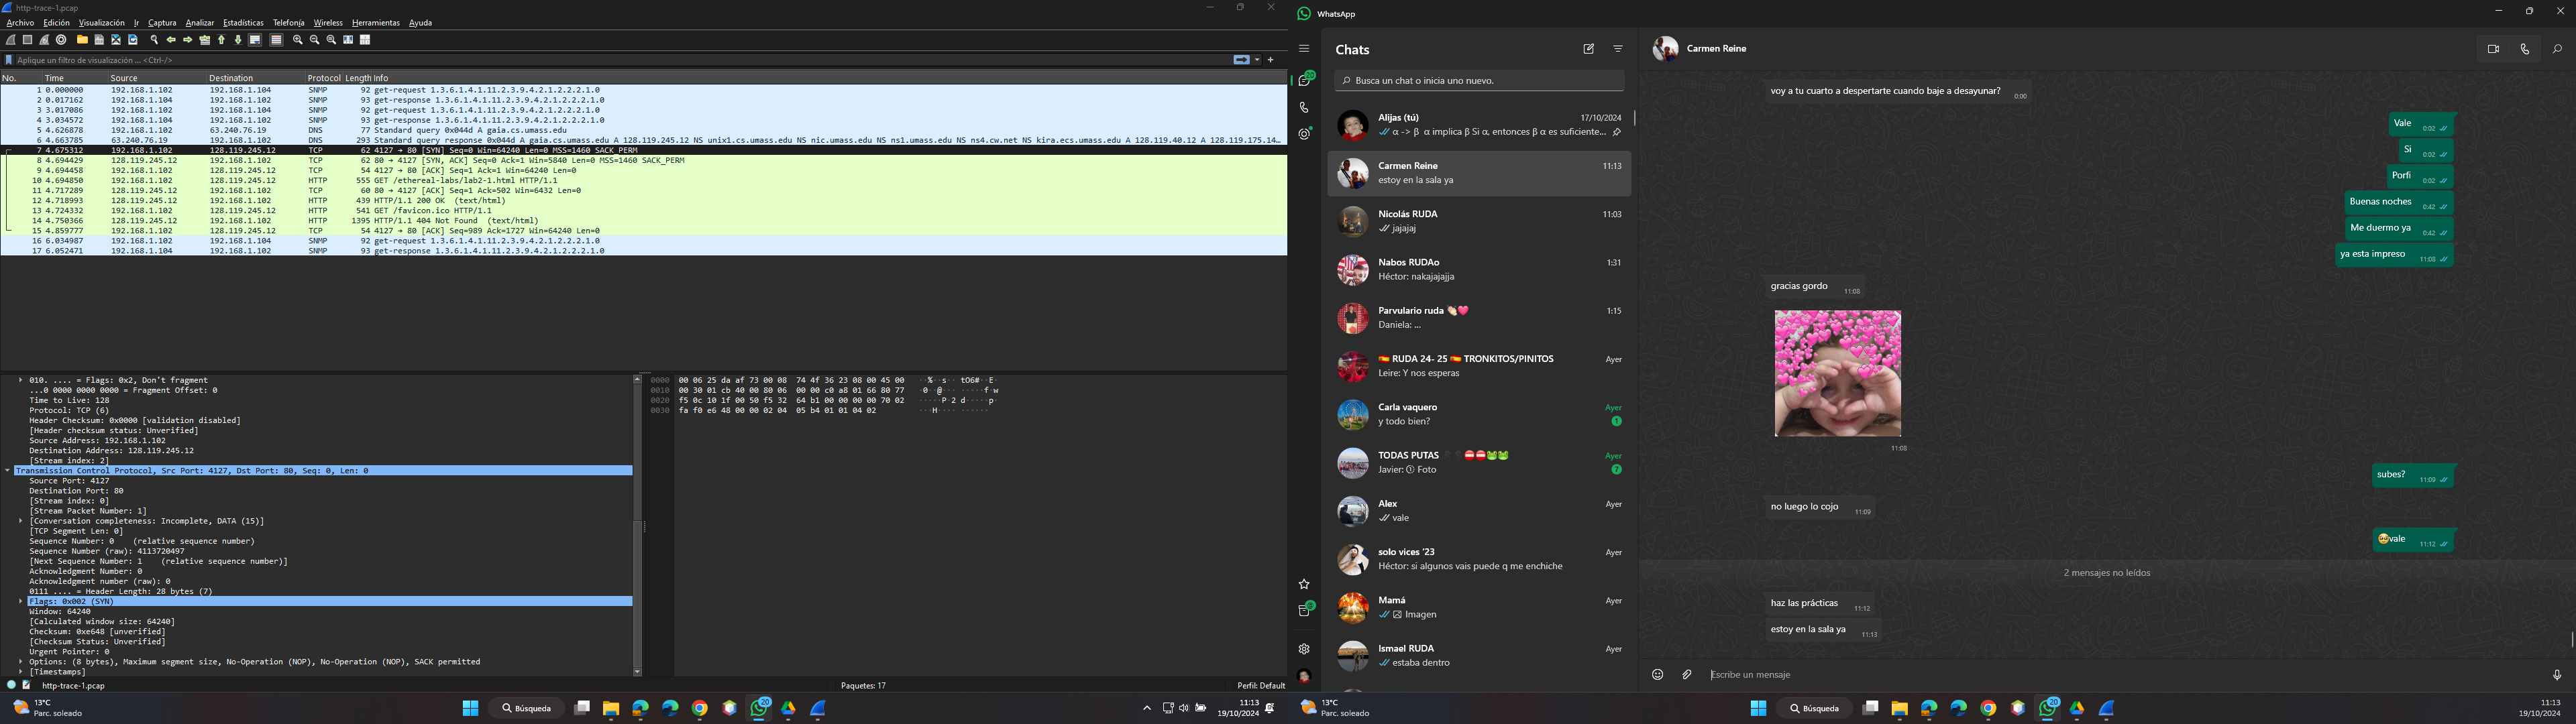 http-trace-1.pcap
Archivo Edición Visualización Ir Captura Analizar Estadísticas Telefonía Wireless Herramientas Ayuda
Aplique un filtro de visualización ... <Ctrl-/>
No. Time Source Destination Protocol Length Info
1 0.000000 192.168.1.102 192.168.1.104 SNMP 92 get-request 1.3.6.1.4.1.11.2.3.9.4.2.1.2.2.2.1.0
2 0.017162 192.168.1.104 192.168.1.102 SNMP 93 get-response 1.3.6.1.4.1.11.2.3.9.4.2.1.2.2.2.1.0
3 3.017086 192.168.1.102 192.168.1.104 SNMP 92 get-request 1.3.6.1.4.1.11.2.3.9.4.2.1.2.2.2.1.0
4 3.034572 192.168.1.104 192.168.1.102 SNMP 93 get-response 1.3.6.1.4.1.11.2.3.9.4.2.1.2.2.2.1.0
5 4.626878 192.168.1.102 63.240.76.19 DNS 77 Standard query 0x044d A gaia.cs.umass.edu
6 4.663785 63.240.76.19 192.168.1.102 DNS 293 Standard query response 0x044d A gaia.cs.umass.edu A 128.119.245.12 NS unix1.cs.umass.edu NS nic.umass.edu NS ns1.umass.edu NS ns4.cw.net NS kira.ecs.umass.edu A 128.119.40.12 A 128.119.175.14…
7 4.675312 192.168.1.102 128.119.245.12 TCP 62 4127 → 80 [SYN] Seq=0 Win=64240 Len=0 MSS=1460 SACK_PERM
8 4.694429 128.119.245.12 192.168.1.102 TCP 62 80 → 4127 [SYN, ACK] Seq=0 Ack=1 Win=5840 Len=0 MSS=1460 SACK_PERM
9 4.694458 192.168.1.102 128.119.245.12 TCP 54 4127 → 80 [ACK] Seq=1 Ack=1 Win=64240 Len=0
10 4.694850 192.168.1.102 128.119.245.12 HTTP 555 GET /ethereal-labs/lab2-1.html HTTP/1.1
11 4.717289 128.119.245.12 192.168.1.102 TCP 60 80 → 4127 [ACK] Seq=1 Ack=502 Win=6432 Len=0
12 4.718993 128.119.245.12 192.168.1.102 HTTP 439 HTTP/1.1 200 OK (text/html)
13 4.724332 192.168.1.102 128.119.245.12 HTTP 541 GET /favicon.ico HTTP/1.1
14 4.750366 128.119.245.12 192.168.1.102 HTTP 1395 HTTP/1.1 404 Not Found (text/html)
15 4.859777 192.168.1.102 128.119.245.12 TCP 54 4127 → 80 [ACK] Seq=989 Ack=1727 Win=64240 Len=0
16 6.034987 192.168.1.102 192.168.1.104 SNMP 92 get-request 1.3.6.1.4.1.11.2.3.9.4.2.1.2.2.2.1.0
17 6.052471 192.168.1.104 192.168.1.102 SNMP 93 get-response 1.3.6.1.4.1.11.2.3.9.4.2.1.2.2.2.1.0
010. .... = Flags: 0x2, Don't fragment
...0 0000 0000 0000 = Fragment Offset: 0
Time to Live: 128
Protocol: TCP (6)
Header Checksum: 0x0000 [validation disabled]
[Header checksum status: Unverified]
Source Address: 192.168.1.102
Destination Address: 128.119.245.12
[Stream index: 2]
Transmission Control Protocol, Src Port: 4127, Dst Port: 80, Seq: 0, Len: 0
Source Port: 4127
Destination Port: 80
[Stream index: 0]
[Stream Packet Number: 1]
[Conversation completeness: Incomplete, DATA (15)]
[TCP Segment Len: 0]
Sequence Number: 0 (relative sequence number)
Sequence Number (raw): 4113720497
[Next Sequence Number: 1 (relative sequence number)]
Acknowledgment Number: 0
Acknowledgment number (raw): 0
0111 .... = Header Length: 28 bytes (7)
Flags: 0x002 (SYN)
Window: 64240
[Calculated window size: 64240]
Checksum: 0xe648 [unverified]
[Checksum Status: Unverified]
Urgent Pointer: 0
Options: (8 bytes), Maximum segment size, No-Operation (NOP), No-Operation (NOP), SACK permitted
[Timestamps]
0000 00 06 25 da af 73 00 08 74 4f 36 23 08 00 45 00 ··%··s·· tO6#··E·
0010 00 30 01 cb 40 00 80 06 00 00 c0 a8 01 66 80 77 ·0··@··· ·····f·w
0020 f5 0c 10 1f 00 50 f5 32 64 b1 00 00 00 00 70 02 ·····P·2 d·····p·
0030 fa f0 e6 48 00 00 02 04 05 b4 01 01 04 02 ···H···· ······
http-trace-1.pcap Paquetes: 17 Perfil: Default
13°C
Parc. soleado
Búsqueda
20
11:13
19/10/2024
WhatsApp
Chats
20
Busca un chat o inicia uno nuevo.
Alijas (tú) 17/10/2024
α -> β α implica β Si α, entonces β α es suficiente...
Carmen Reine 11:13
estoy en la sala ya
Nicolás RUDA 11:03
jajajaj
Nabos RUDAo 1:31
Héctor: nakajajajja
Parvulario ruda 👏🏻💗 1:15
Daniela: ...
🇪🇸 RUDA 24- 25 🇪🇸 TRONKITOS/PINITOS Ayer
Leire: Y nos esperas
Carla vaquero Ayer
y todo bien? 1
TODAS PUTAS ⛔⛔🐸🐸 Ayer
Javier: Foto 7
Alex Ayer
vale
solo vices '23 Ayer
Héctor: si algunos vais puede q me enchiche
Mamá Ayer
Imagen
Ismael RUDA Ayer
estaba dentro
Carmen Reine
voy a tu cuarto a despertarte cuando baje a desayunar? 0:00
Vale 0:02
Si 0:02
Porfi 0:02
Buenas noches 0:42
Me duermo ya 0:42
ya esta impreso 11:08
gracias gordo 11:08
11:08
subes? 11:09
no luego lo cojo 11:09
🥹vale 11:12
2 mensajes no leídos
haz las prácticas 11:12
estoy en la sala ya 11:13
Escribe un mensaje
13°C
Parc. soleado
Búsqueda
20
11:13
19/10/2024